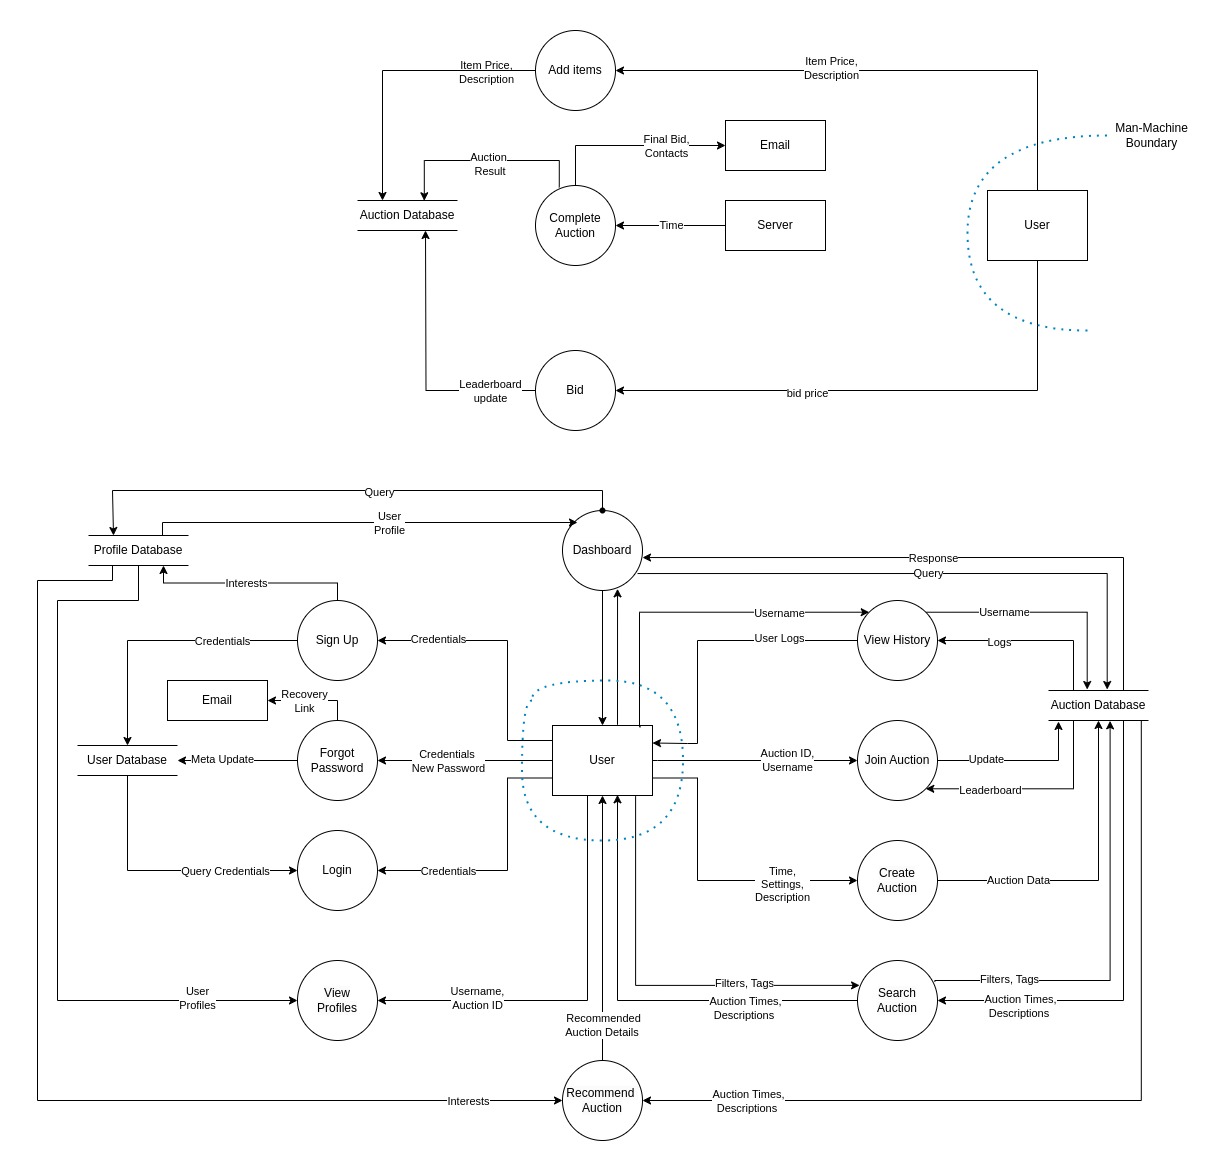 Item Price,
Description
Add items
Item Price,
Description
Man-Machine
Boundary
Final Bid,
Contacts
Email
Auction
Result
Auction Database
Complete
Auction
Time
Server
User
Leaderboard
update
Bid
bid price
Query
User
Profile
Profile Database
Dashboard
Response
Query
Interests
Credentials
Sign Up
Credentials
Username
User Logs
View History
Username
Logs
Email
Recovery
Link
Auction Database
User Database
Meta Update
Forgot
Password
Credentials
New Password
User
Auction ID,
Username
Join Auction
Update
Leaderboard
Query Credentials
Login
Credentials
Time,
Settings,
Description
Create
Auction
Auction Data
User
Profiles
View
Profiles
Username,
Auction ID
Filters, Tags
Auction Times,
Descriptions
Search
Auction
Filters, Tags
Auction Times,
Descriptions
Recommended
Auction Details
Interests
Recommend
Auction
Auction Times,
Descriptions